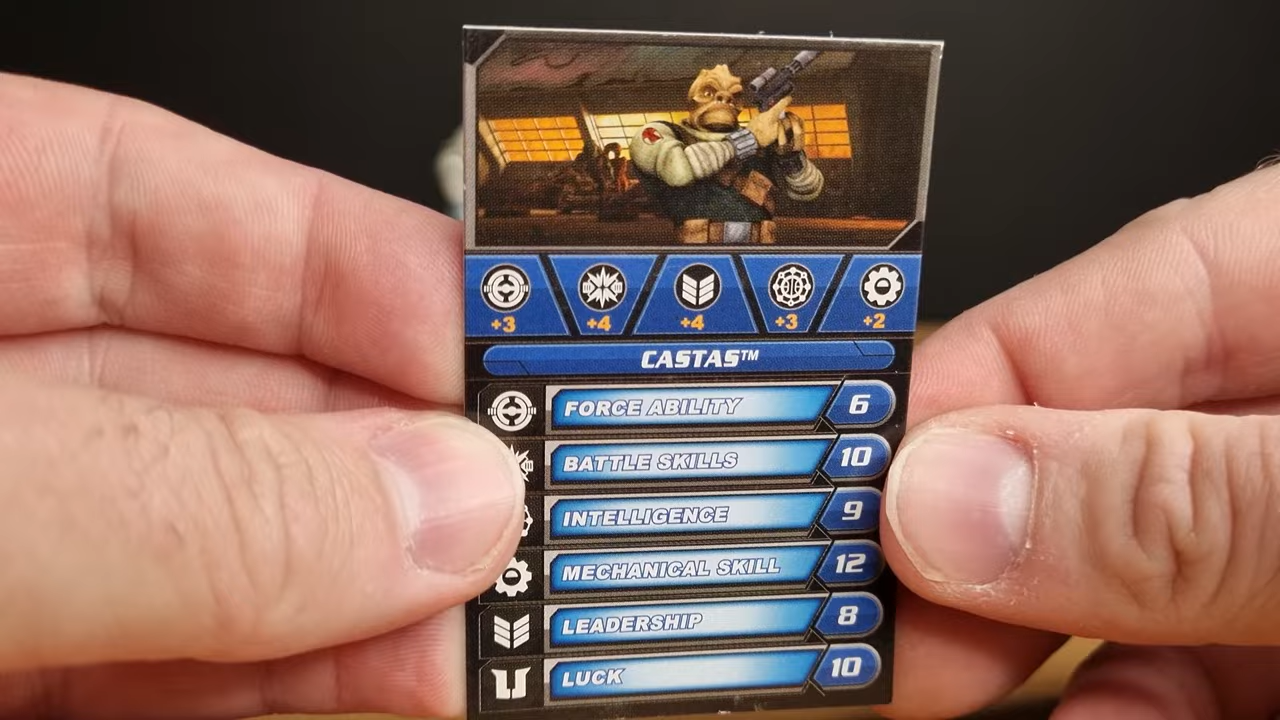 +3 +4 +4 +3 +2
CASTAS™
FORCE ABILITY 6
BATTLE SKILLS 10
INTELLIGENCE 9
MECHANICAL SKILL 12
LEADERSHIP 8
LUCK 10